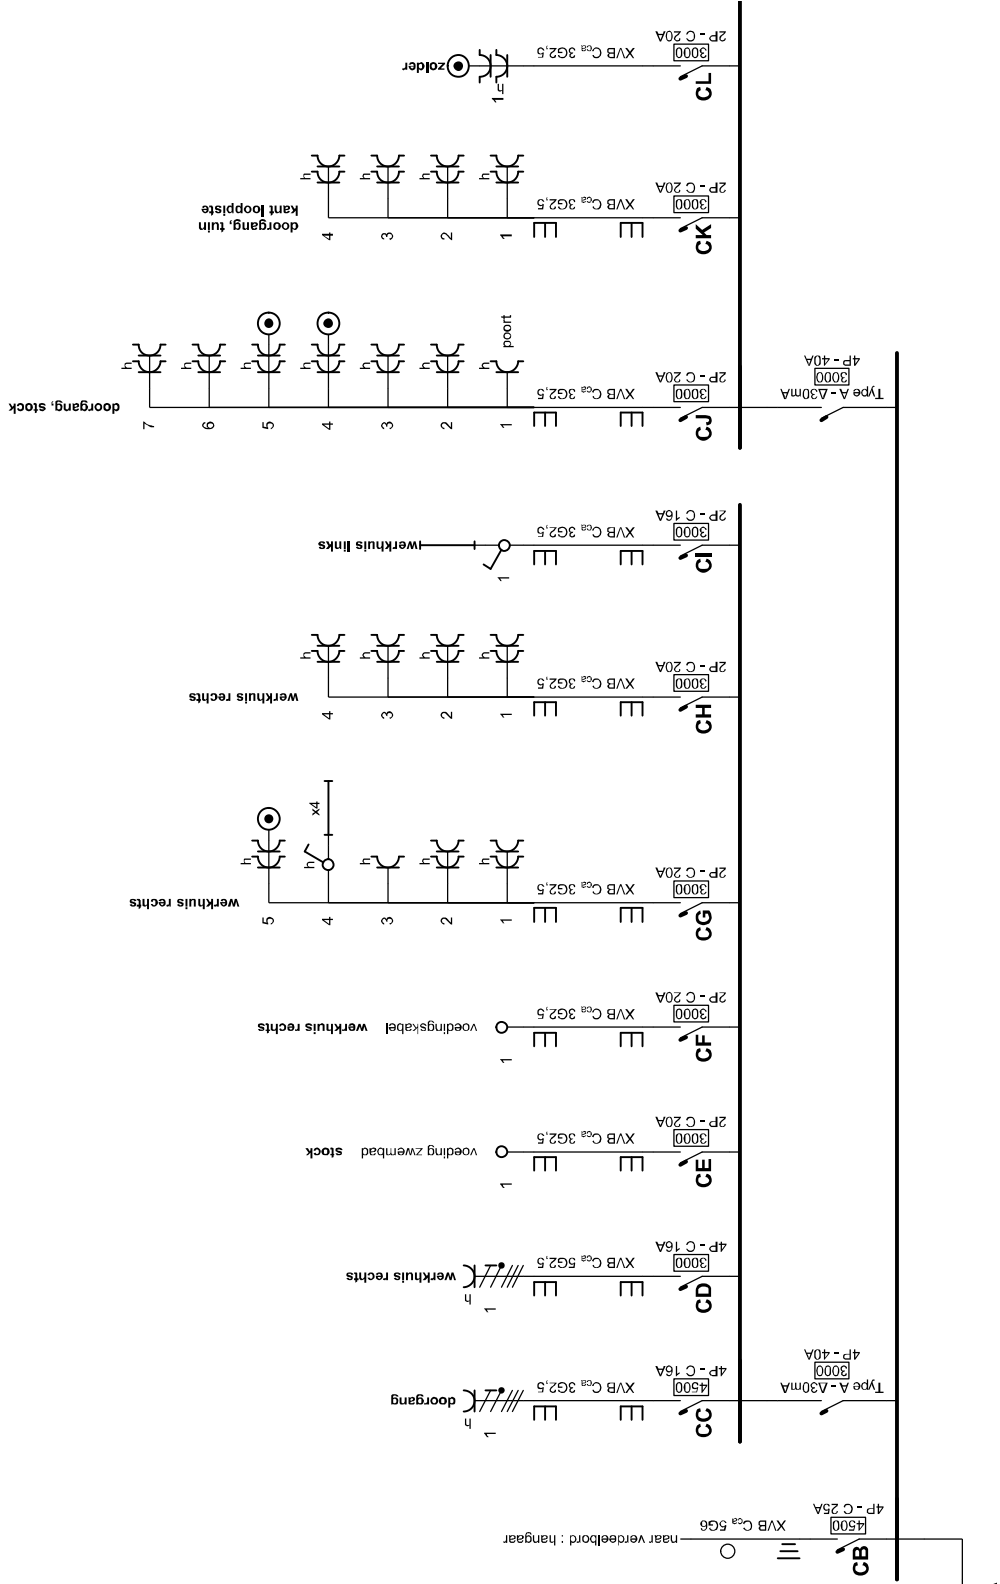 zolder
1
h
XVB Cca 3G2,5
2P - C 20A
3000
CL
doorgang, tuin
kant looppiste
4
h
3
h
2
h
1
h
XVB Cca 3G2,5
2P - C 20A
3000
CK
doorgang, stock
7
h
6
h
5
h
4
h
3
h
2
h
1
h
poort
XVB Cca 3G2,5
2P - C 20A
3000
CJ
4P - 40A
3000
Type A - Δ30mA
werkhuis links
1
XVB Cca 3G2,5
2P - C 16A
3000
CI
werkhuis rechts
4
h
3
h
2
h
1
h
XVB Cca 3G2,5
2P - C 20A
3000
CH
werkhuis rechts
5
h
4
h
x4
3
h
2
h
1
h
XVB Cca 3G2,5
2P - C 20A
3000
CG
werkhuis rechts
voedingskabel
1
XVB Cca 3G2,5
2P - C 20A
3000
CF
stock
voeding zwembad
1
XVB Cca 3G2,5
2P - C 20A
3000
CE
werkhuis rechts
h
1
XVB Cca 5G2,5
4P - C 16A
3000
CD
doorgang
h
1
XVB Cca 3G2,5
4P - C 16A
4500
CC
4P - 40A
3000
Type A - Δ30mA
naar verdeelbord : hangaar
XVB Cca 5G6
4P - C 25A
4500
CB